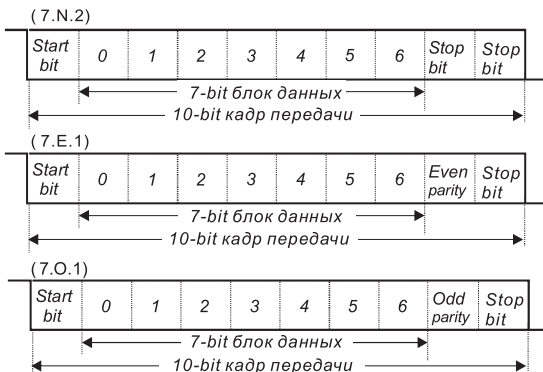 (7.N.2)
Start bit 0 1 2 3 4 5 6 Stop bit Stop bit
7-bit блок данных
10-bit кадр передачи
(7.E.1)
Start bit 0 1 2 3 4 5 6 Even parity Stop bit
7-bit блок данных
10-bit кадр передачи
(7.O.1)
Start bit 0 1 2 3 4 5 6 Odd parity Stop bit
7-bit блок данных
10-bit кадр передачи